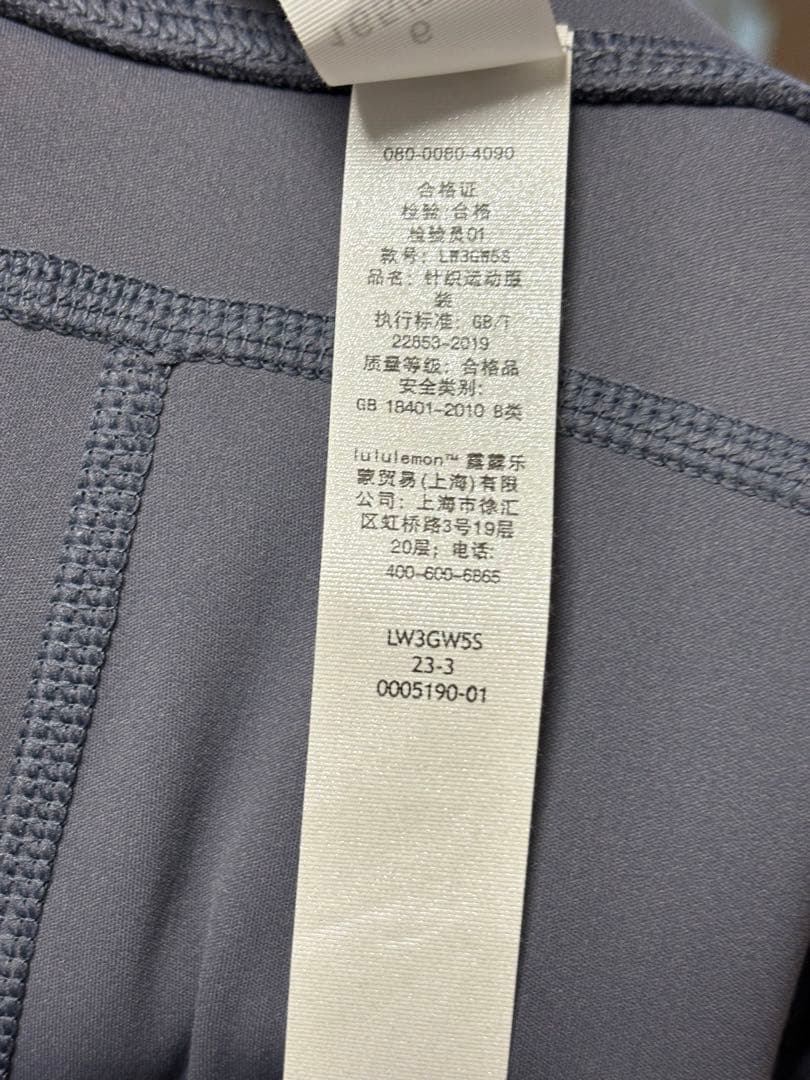 165/
6
080-0080-4090
合格证
检验 合格
检验员01
款号：LW3GW5S
品名：针织运动服
装
执行标准：GB/T
22853-2019
质量等级：合格品
安全类别：
GB 18401-2010 B类
lululemon™ 露露乐
蒙贸易(上海)有限
公司：上海市徐汇
区虹桥路3号19层
20层；电话:
400-600-6865
LW3GW5S
23-3
0005190-01